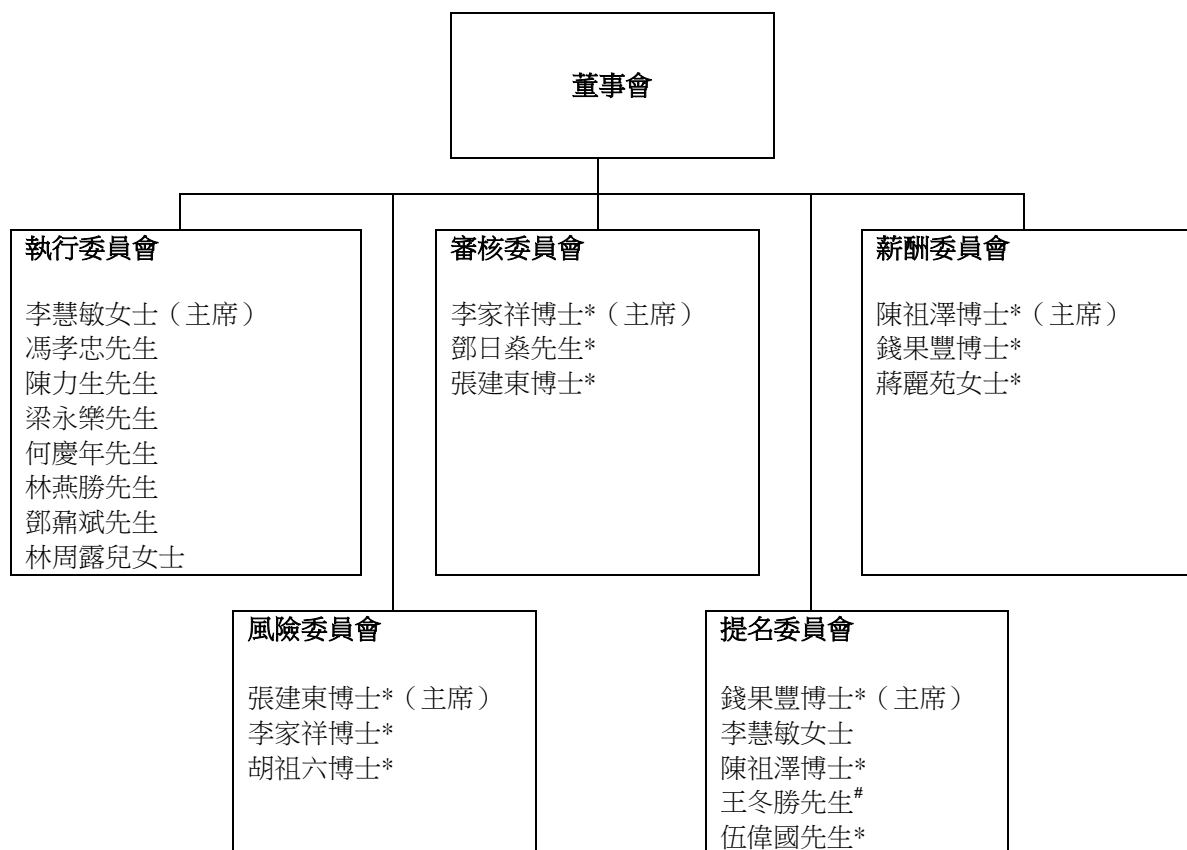 董事會
執行委員會
李慧敏女士（主席）
馮孝忠先生
陳力生先生
梁永樂先生
何慶年先生
林燕勝先生
鄧鼐斌先生
林周露兒女士
審核委員會
李家祥博士*（主席）
鄧日燊先生*
張建東博士*
薪酬委員會
陳祖澤博士*（主席）
錢果豐博士*
蔣麗苑女士*
風險委員會
張建東博士*（主席）
李家祥博士*
胡祖六博士*
提名委員會
錢果豐博士*（主席）
李慧敏女士
陳祖澤博士*
王冬勝先生#
伍偉國先生*